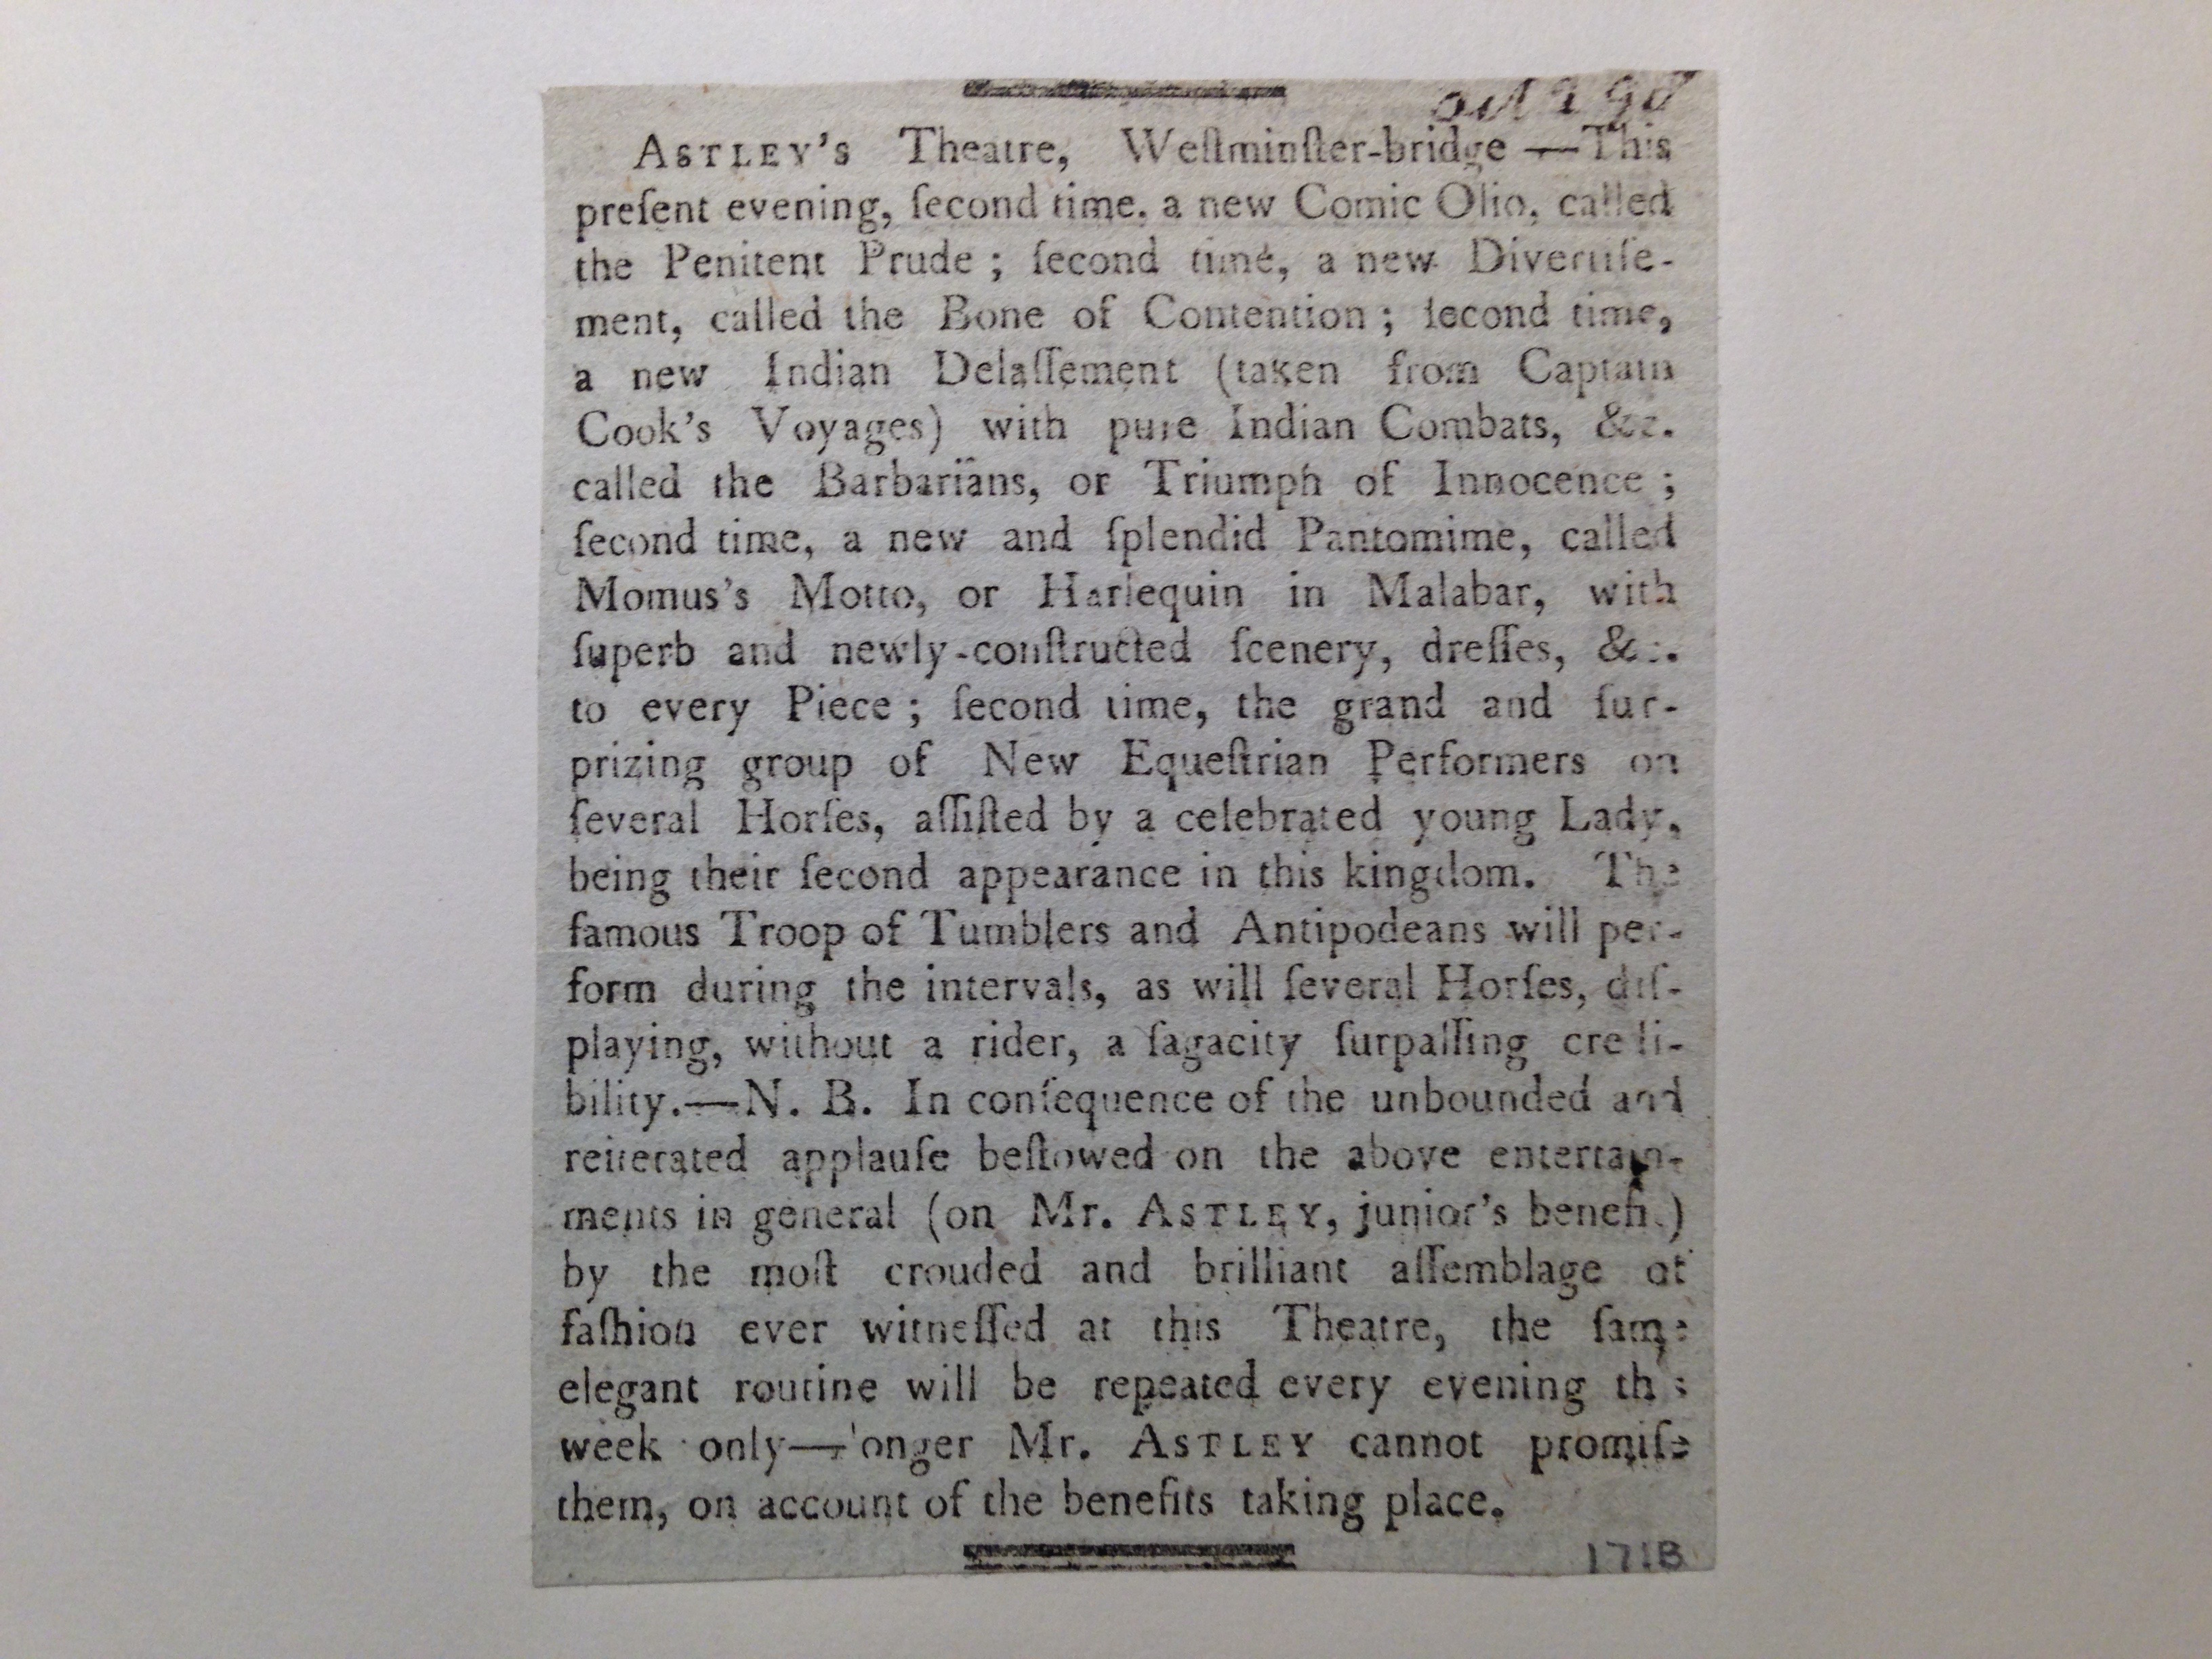 ASTLEY'S Theatre, Weſtminſter-bridge —This
preſent evening, ſecond time, a new Comic Olio, called
the Penitent Prude ; ſecond time, a new Divertiſe-
ment, called the Bone of Contention ; ſecond time,
a new Indian Delaſſement (taken from Captain
Cook's Voyages) with pure Indian Combats, &c.
called the Barbarians, or Triumph of Innocence ;
ſecond time, a new and ſplendid Pantomime, called
Momus's Motto, or Harlequin in Malabar, with
ſuperb and newly-conſtructed ſcenery, dreſſes, &c.
to every Piece ; ſecond time, the grand and ſur-
prizing group of New Equeſtrian Performers on
ſeveral Horſes, aſſiſted by a celebrated young Lady,
being their ſecond appearance in this kingdom. The
famous Troop of Tumblers and Antipodeans will per-
form during the intervals, as will ſeveral Horſes, diſ-
playing, without a rider, a ſagacity ſurpaſſing credi-
bility.—N. B. In conſequence of the unbounded and
reiterated applauſe beſtowed on the above entertain-
ments in general (on Mr. ASTLEY, junior's benefit)
by the moſt crouded and brilliant aſſemblage of
faſhion ever witneſſed at this Theatre, the ſame
elegant routine will be repeated every evening this
week only—longer Mr. ASTLEY cannot promiſe
them, on account of the benefits taking place.
171B